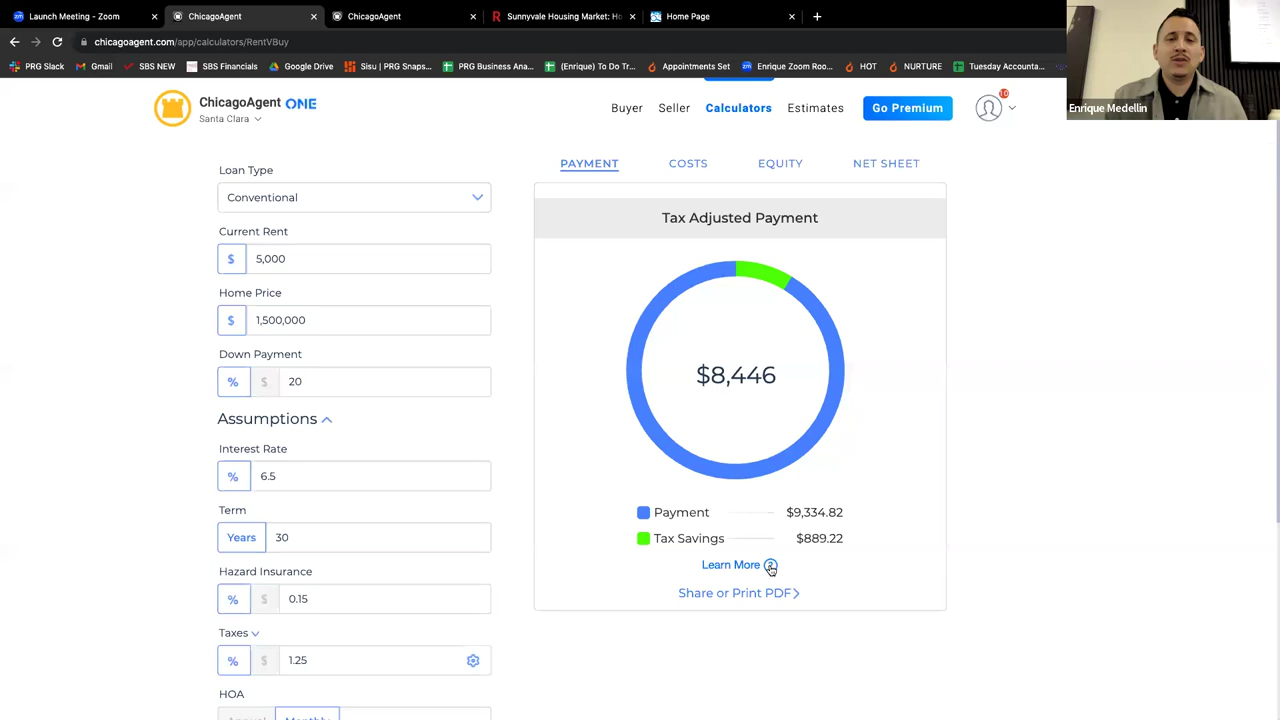 Launch Meeting - Zoom
ChicagoAgent
ChicagoAgent
Sunnyvale Housing Market: Ho
Home Page
chicagoagent.com/app/calculators/RentVBuy
PRG Slack
Gmail
SBS NEW
SBS Financials
Google Drive
Sisu | PRG Snaps...
PRG Business Ana...
(Enrique) To Do Tr...
Appointments Set
Enrique Zoom Roo...
HOT
NURTURE
Tuesday Accounta...
Enrique Medellin
ChicagoAgent ONE
Santa Clara
Buyer
Seller
Calculators
Estimates
Go Premium
Loan Type
Conventional
Current Rent
$ 5,000
Home Price
$ 1,500,000
Down Payment
% $ 20
Assumptions
Interest Rate
% 6.5
Term
Years 30
Hazard Insurance
% $ 0.15
Taxes
% $ 1.25
HOA
Annual Monthly
PAYMENT
COSTS
EQUITY
NET SHEET
Tax Adjusted Payment
$8,446
Payment $9,334.82
Tax Savings $889.22
Learn More
Share or Print PDF